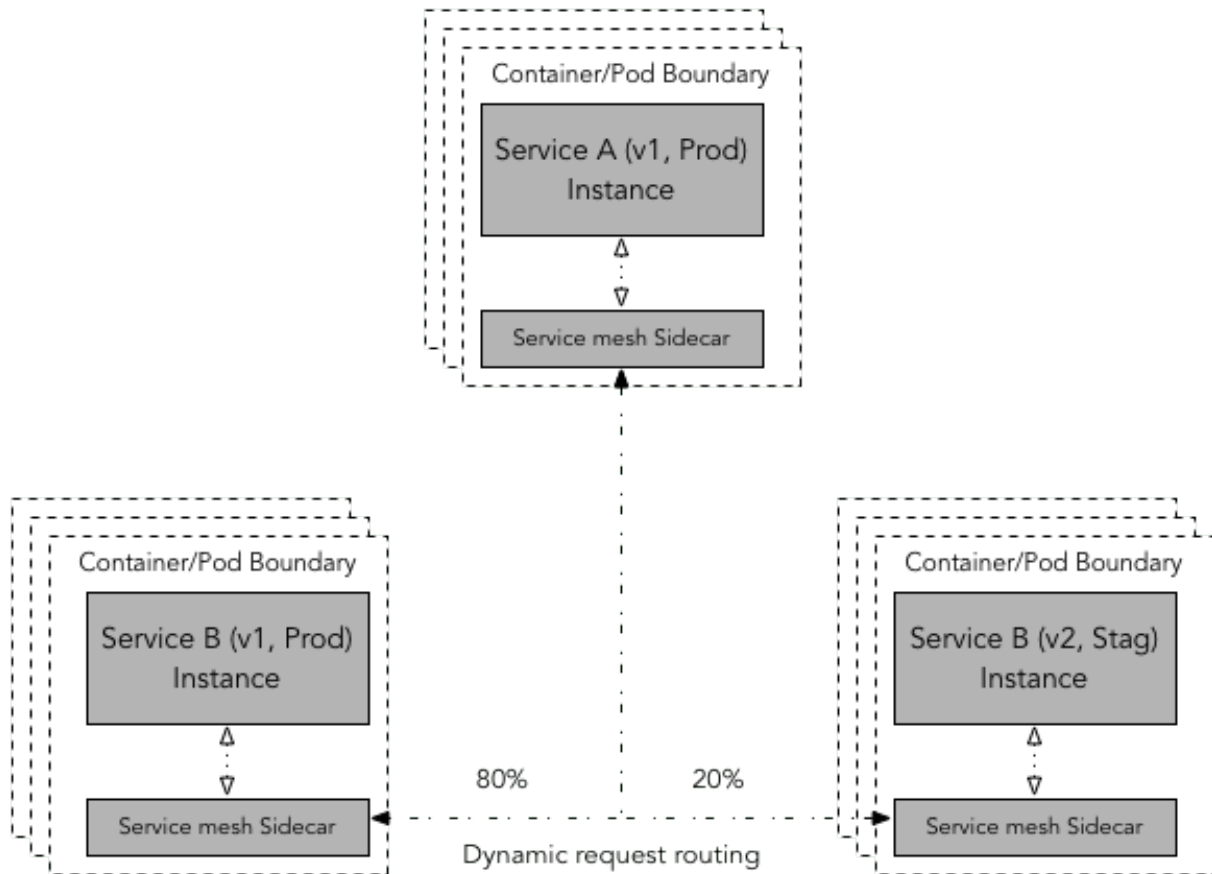 Container/Pod Boundary
Service A (v1, Prod)
Instance
Service mesh Sidecar
Container/Pod Boundary
Service B (v1, Prod)
Instance
Service mesh Sidecar
Container/Pod Boundary
Service B (v2, Stag)
Instance
Service mesh Sidecar
80%
20%
Dynamic request routing